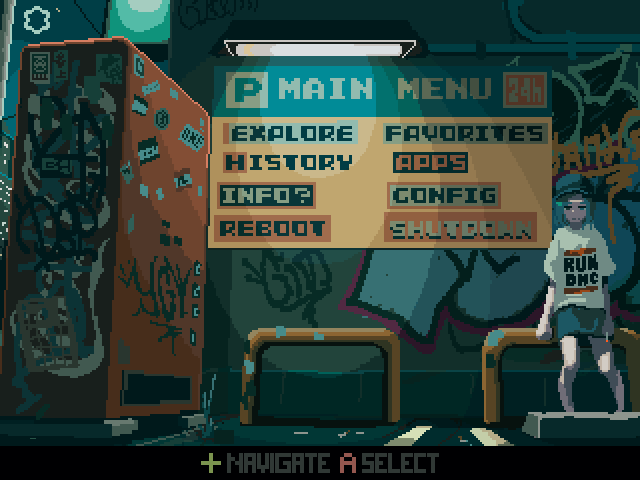 P MAIN MENU 24h
EXPLORE FAVORITES
HISTORY APPS
INFO? CONFIG
REBOOT SHUTDOWN
RUN
DMC
NAVIGATE A SELECT